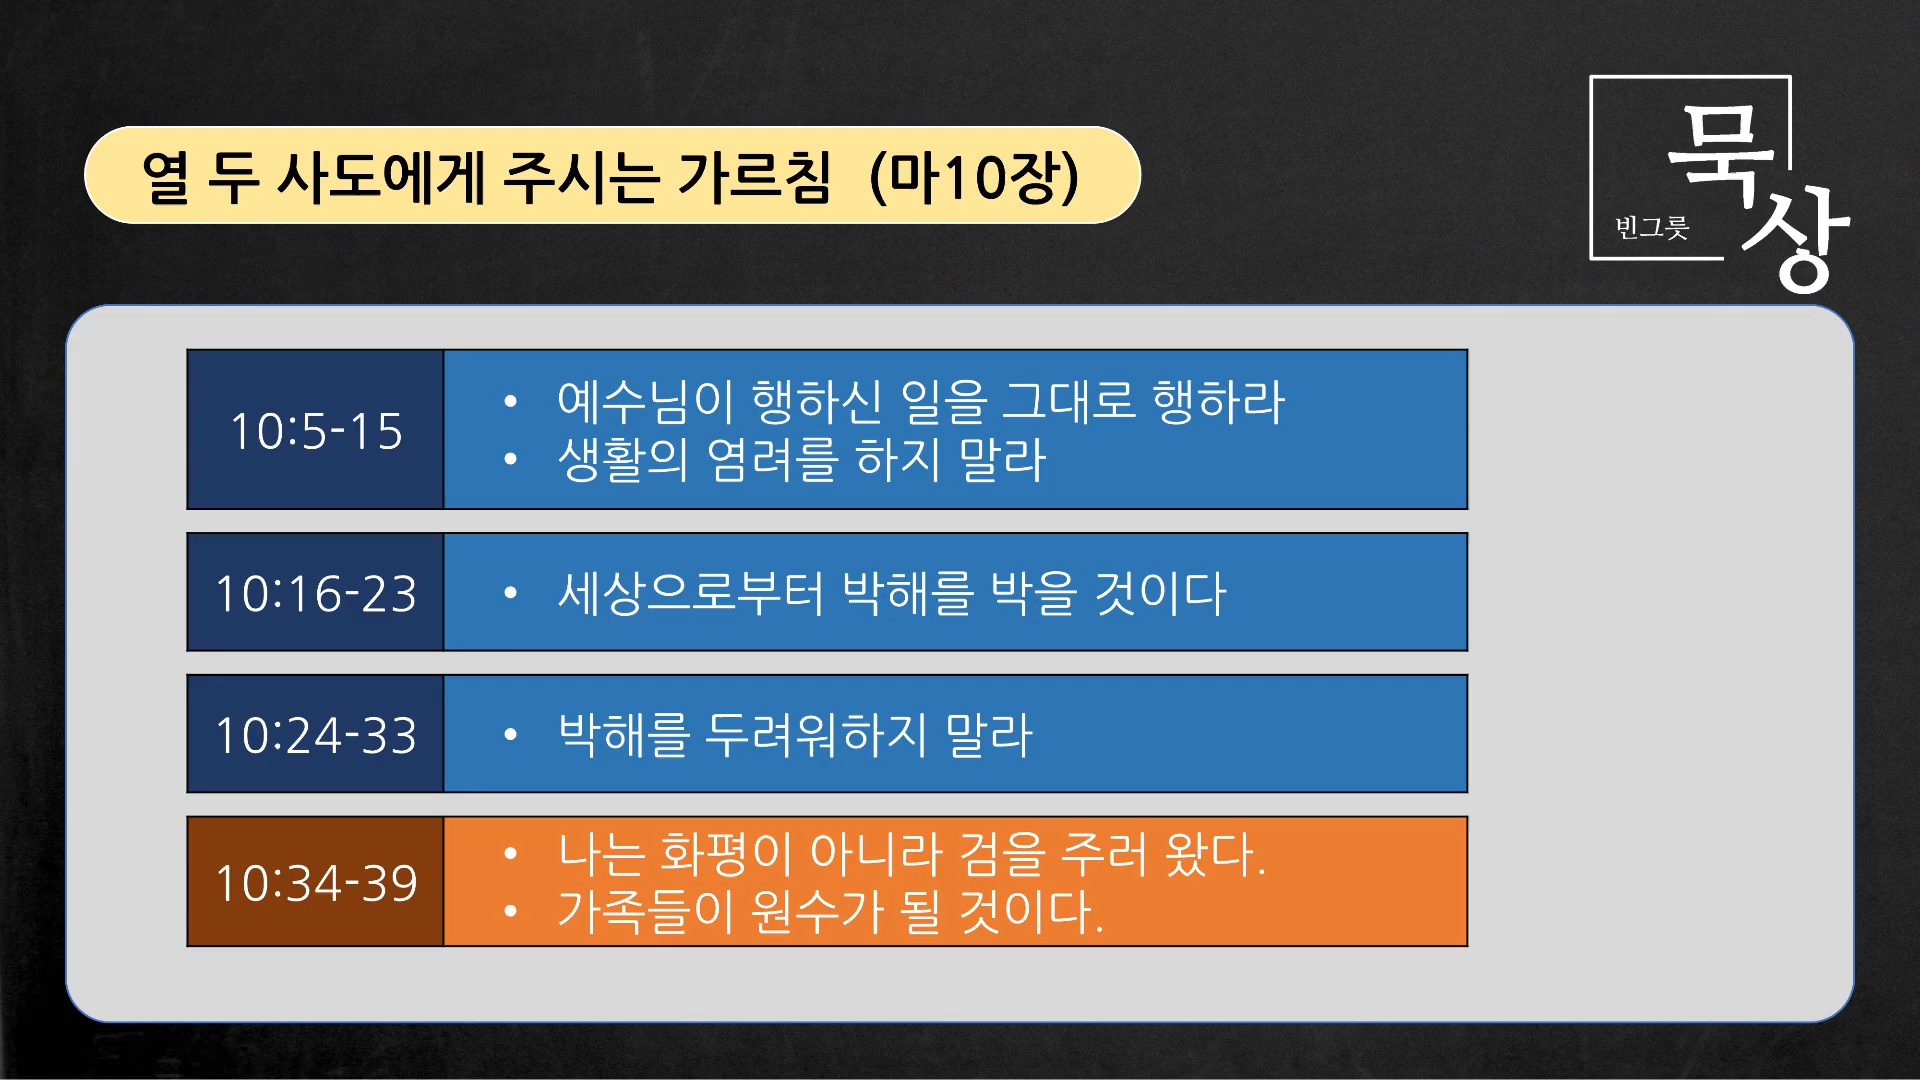 열 두 사도에게 주시는 가르침 (마10장)
묵상
빈그릇
10:5-15
• 예수님이 행하신 일을 그대로 행하라
• 생활의 염려를 하지 말라
10:16-23
• 세상으로부터 박해를 박을 것이다
10:24-33
• 박해를 두려워하지 말라
10:34-39
• 나는 화평이 아니라 검을 주러 왔다.
• 가족들이 원수가 될 것이다.